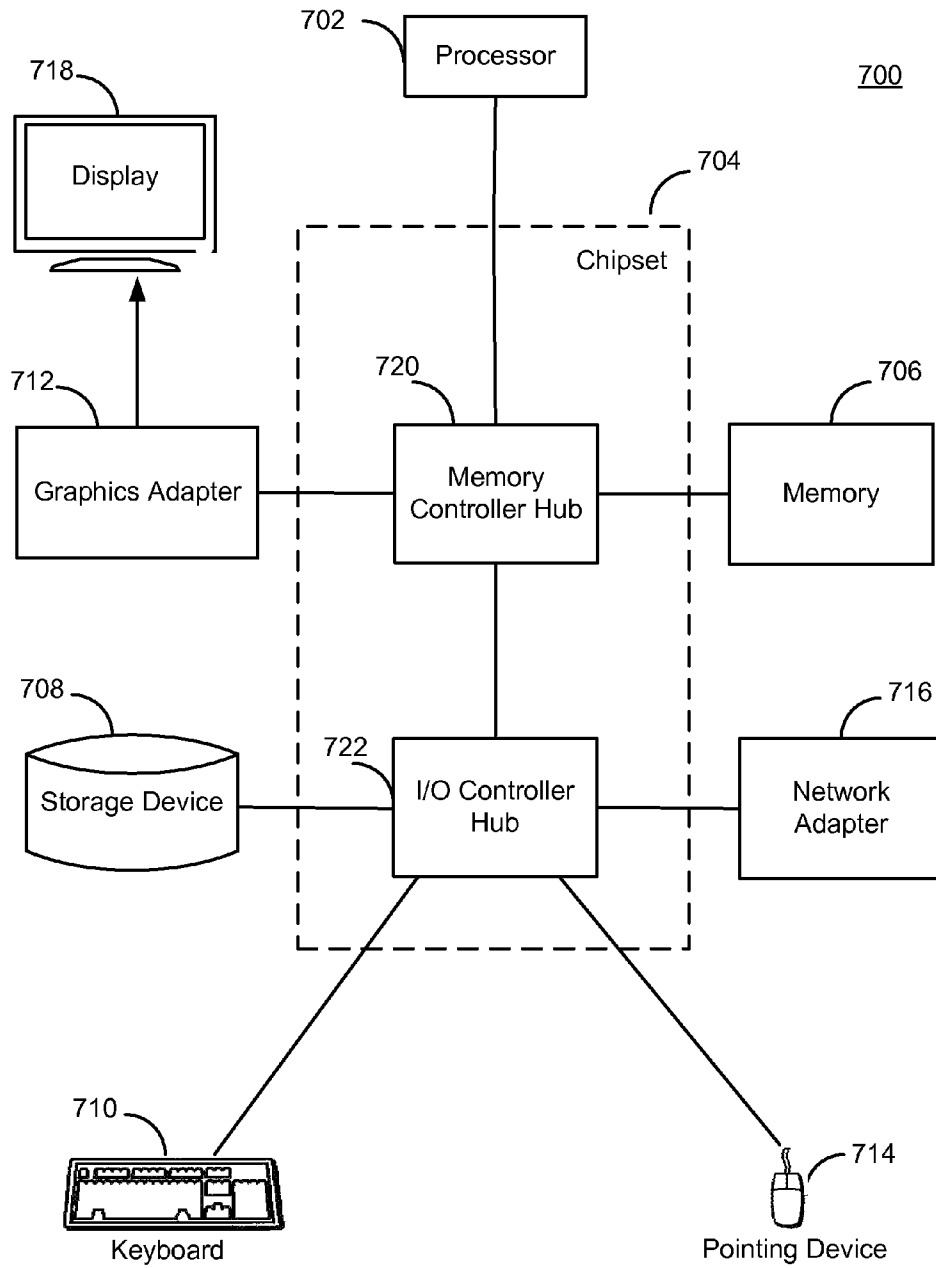 702
Processor
700
718
Display
704
Chipset
712
Graphics Adapter
720
Memory
Controller Hub
706
Memory
708
Storage Device
722
I/O Controller
Hub
716
Network
Adapter
710
Keyboard
714
Pointing Device